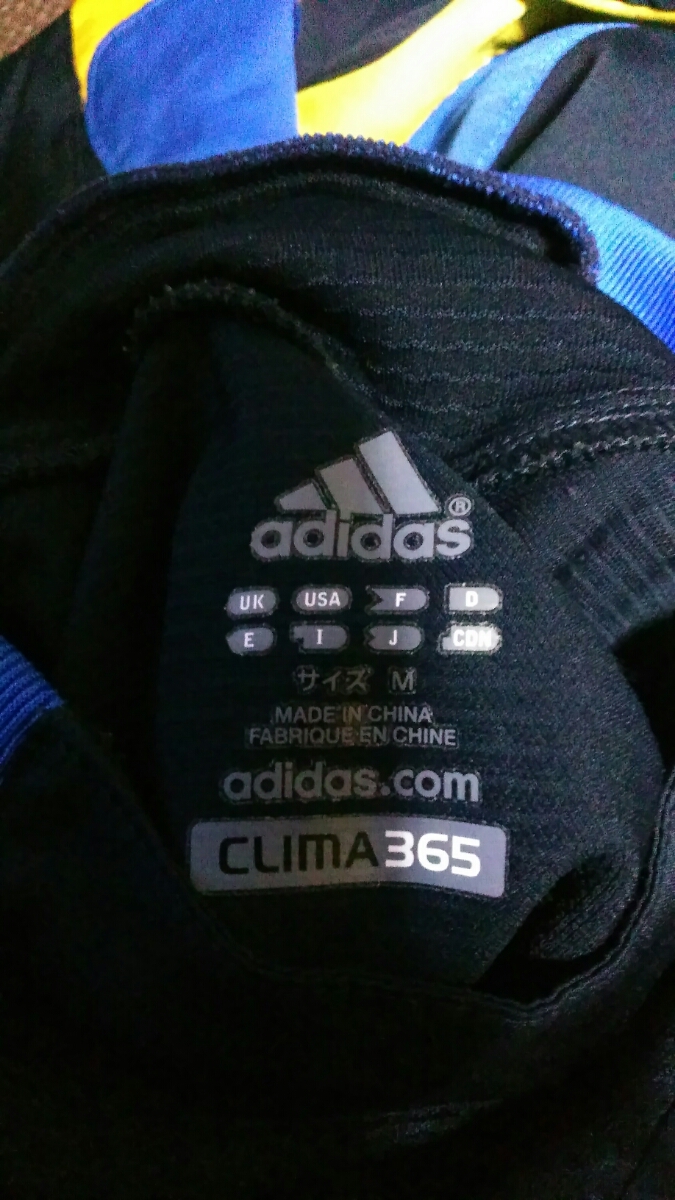 adidas®
UK USA F D
E I J CDN
サイズ M
MADE IN CHINA
FABRIQUE EN CHINE
adidas.com
CLIMA365